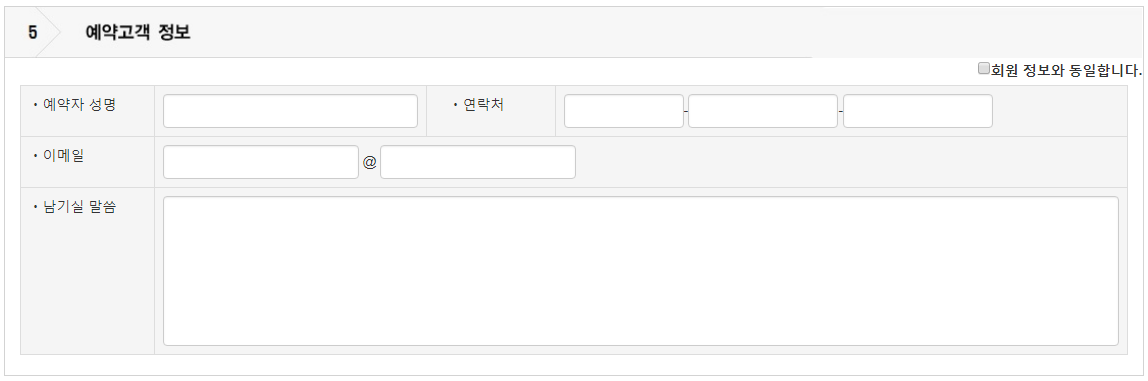 5 예약고객 정보
회원 정보와 동일합니다.
· 예약자 성명
· 연락처 - -
· 이메일 @
· 남기실 말씀